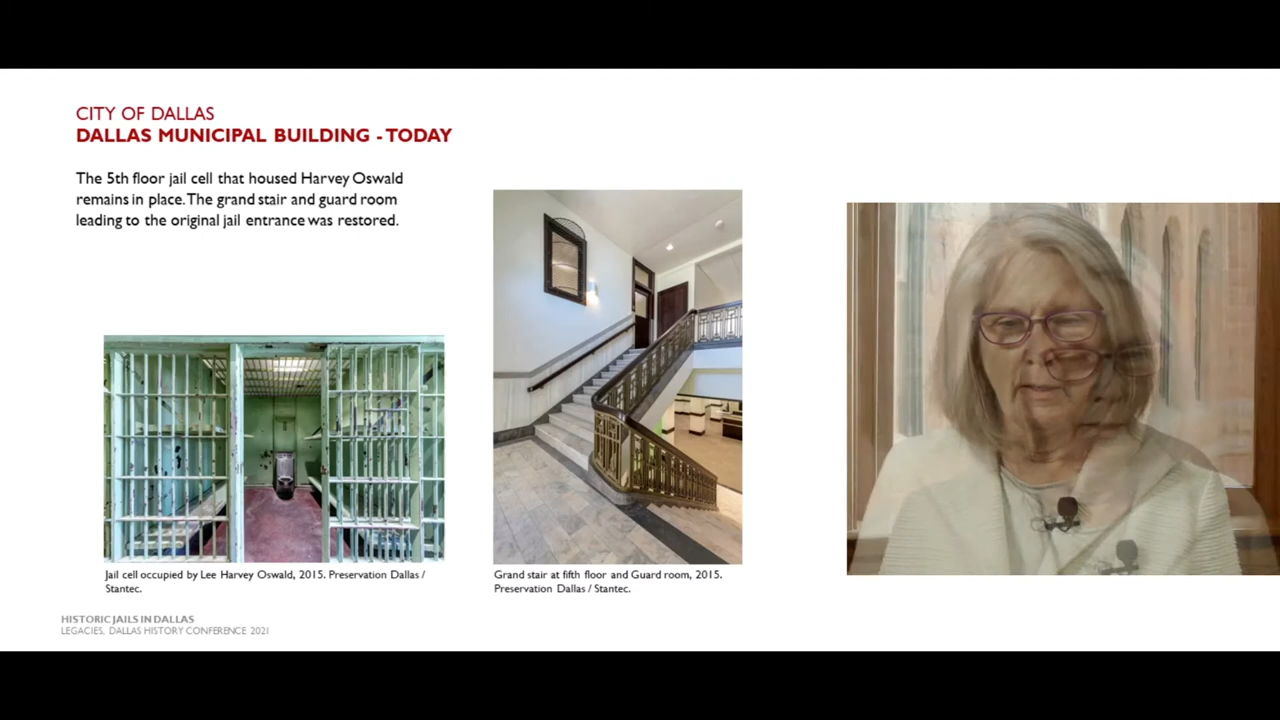 CITY OF DALLAS
DALLAS MUNICIPAL BUILDING - TODAY
The 5th floor jail cell that housed Harvey Oswald
remains in place. The grand stair and guard room
leading to the original jail entrance was restored.
Jail cell occupied by Lee Harvey Oswald, 2015. Preservation Dallas /
Stantec.
Grand stair at fifth floor and Guard room, 2015.
Preservation Dallas / Stantec.
HISTORIC JAILS IN DALLAS
LEGACIES, DALLAS HISTORY CONFERENCE 2021